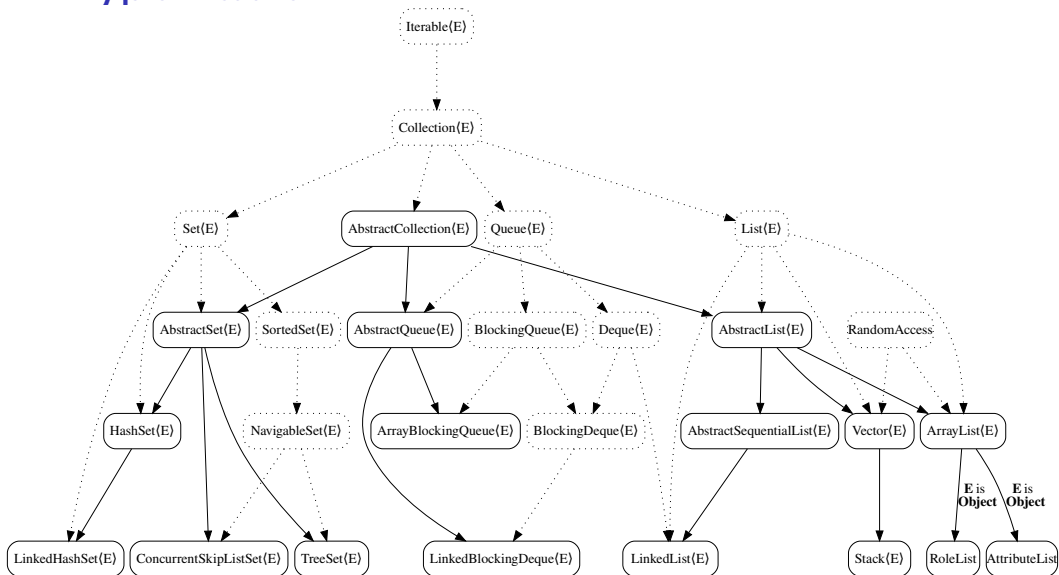 Iterable⟨E⟩
Collection⟨E⟩
Set⟨E⟩ AbstractCollection⟨E⟩ Queue⟨E⟩ List⟨E⟩
AbstractSet⟨E⟩ SortedSet⟨E⟩ AbstractQueue⟨E⟩ BlockingQueue⟨E⟩ Deque⟨E⟩ AbstractList⟨E⟩ RandomAccess
HashSet⟨E⟩ NavigableSet⟨E⟩ ArrayBlockingQueue⟨E⟩ BlockingDeque⟨E⟩ AbstractSequentialList⟨E⟩ Vector⟨E⟩ ArrayList⟨E⟩
E is E is
Object Object
LinkedHashSet⟨E⟩ ConcurrentSkipListSet⟨E⟩ TreeSet⟨E⟩ LinkedBlockingDeque⟨E⟩ LinkedList⟨E⟩ Stack⟨E⟩ RoleList AttributeList